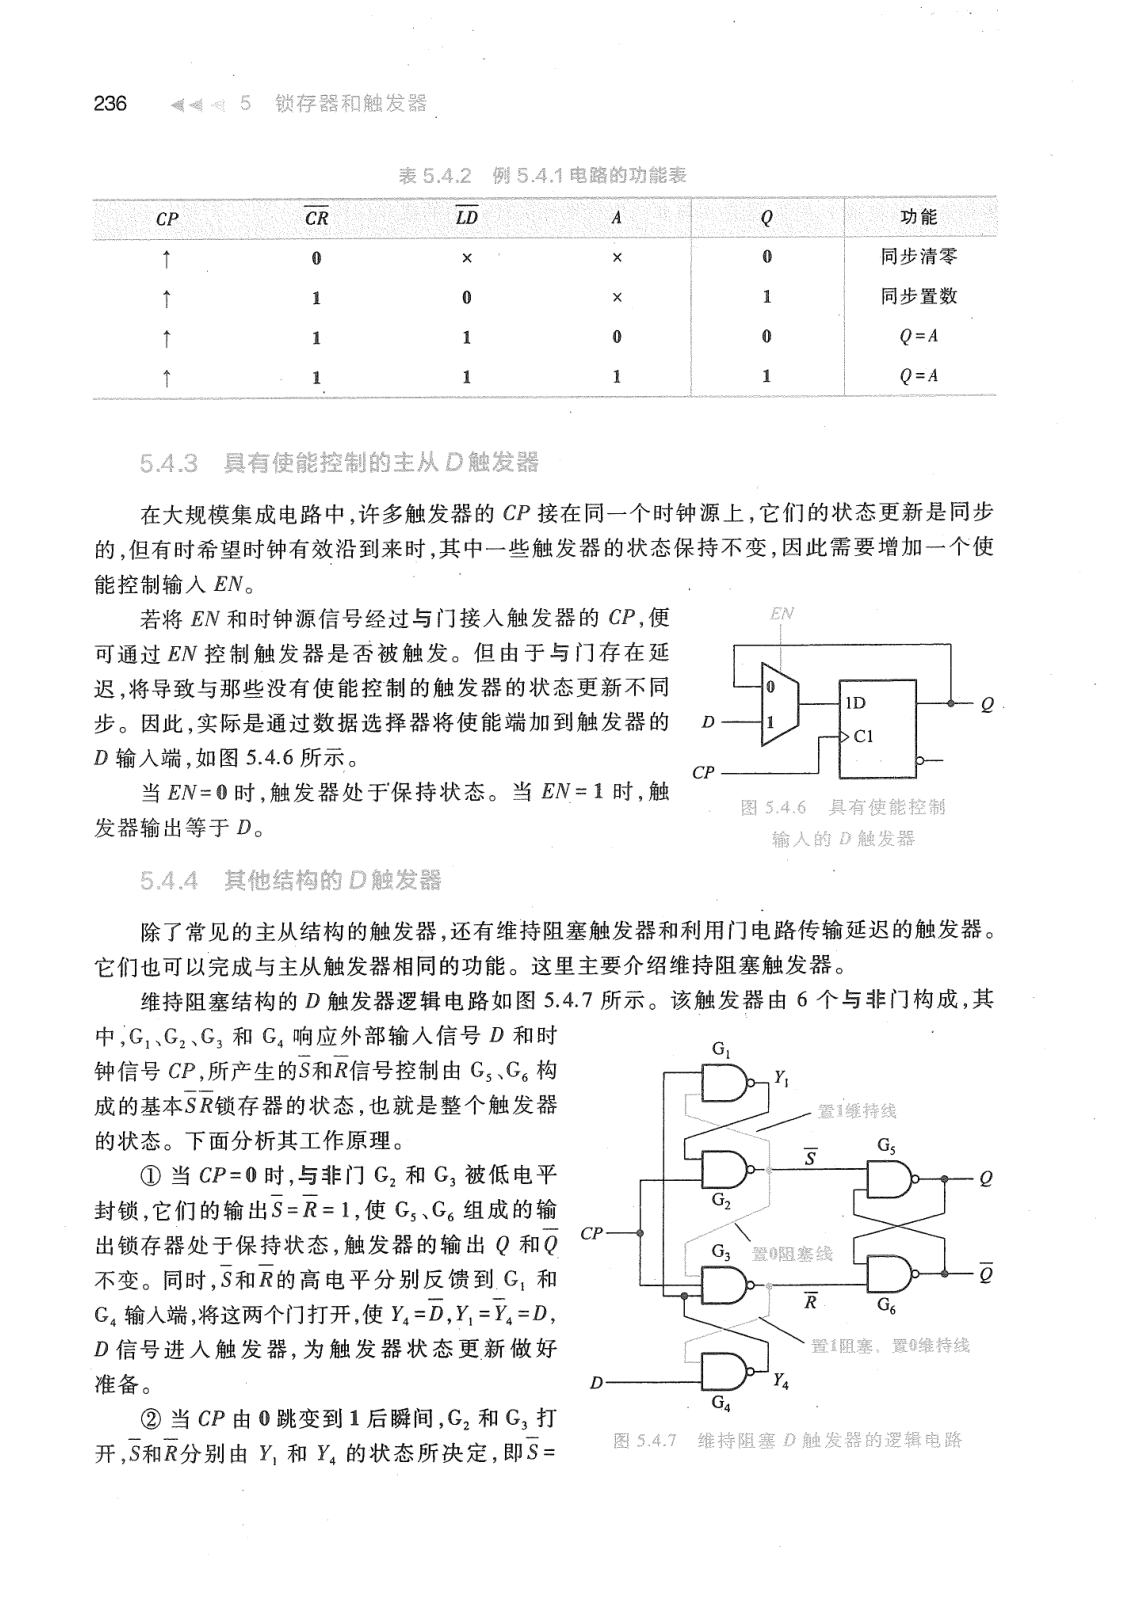 236 5 锁存器和触发器
表 5.4.2 例 5.4.1 电路的功能表
CP C̅R̅ L̅D̅ A Q 功能
↑ 0 × × 0 同步清零
↑ 1 0 × 1 同步置数
↑ 1 1 0 0 Q=A
↑ 1 1 1 1 Q=A
5.4.3 具有使能控制的主从 D 触发器
在大规模集成电路中,许多触发器的 CP 接在同一个时钟源上,它们的状态更新是同步
的,但有时希望时钟有效沿到来时,其中一些触发器的状态保持不变,因此需要增加一个使
能控制输入 EN。
若将 EN 和时钟源信号经过与门接入触发器的 CP,便
可通过 EN 控制触发器是否被触发。但由于与门存在延
迟,将导致与那些没有使能控制的触发器的状态更新不同
步。因此,实际是通过数据选择器将使能端加到触发器的
D 输入端,如图 5.4.6 所示。
当 EN=0 时,触发器处于保持状态。当 EN=1 时,触
发器输出等于 D。
EN
0
1D
Q
D
1
C1
CP
图 5.4.6 具有使能控制
输入的 D 触发器
5.4.4 其他结构的 D 触发器
除了常见的主从结构的触发器,还有维持阻塞触发器和利用门电路传输延迟的触发器。
它们也可以完成与主从触发器相同的功能。这里主要介绍维持阻塞触发器。
维持阻塞结构的 D 触发器逻辑电路如图 5.4.7 所示。该触发器由 6 个与非门构成,其
中,G₁、G₂、G₃ 和 G₄ 响应外部输入信号 D 和时
钟信号 CP,所产生的S̅和R̅信号控制由 G₅、G₆ 构
成的基本S̅R̅锁存器的状态,也就是整个触发器
的状态。下面分析其工作原理。
① 当 CP=0 时,与非门 G₂ 和 G₃ 被低电平
封锁,它们的输出S̅=R̅=1,使 G₅、G₆ 组成的输
出锁存器处于保持状态,触发器的输出 Q 和Q̅
不变。同时,S̅和R̅的高电平分别反馈到 G₁ 和
G₄ 输入端,将这两个门打开,使 Y₄=D̅,Y₁=Y̅₄=D,
D 信号进入触发器,为触发器状态更新做好
准备。
② 当 CP 由 0 跳变到 1 后瞬间,G₂ 和 G₃ 打
开,S̅和R̅分别由 Y₁ 和 Y₄ 的状态所决定,即S̅=
G₁
Y₁
置1维持线
S̅
G₅
Q
G₂
CP
G₃
置0阻塞线
Q̅
R̅
G₆
置1阻塞、置0维持线
D
Y₄
G₄
图 5.4.7 维持阻塞 D 触发器的逻辑电路